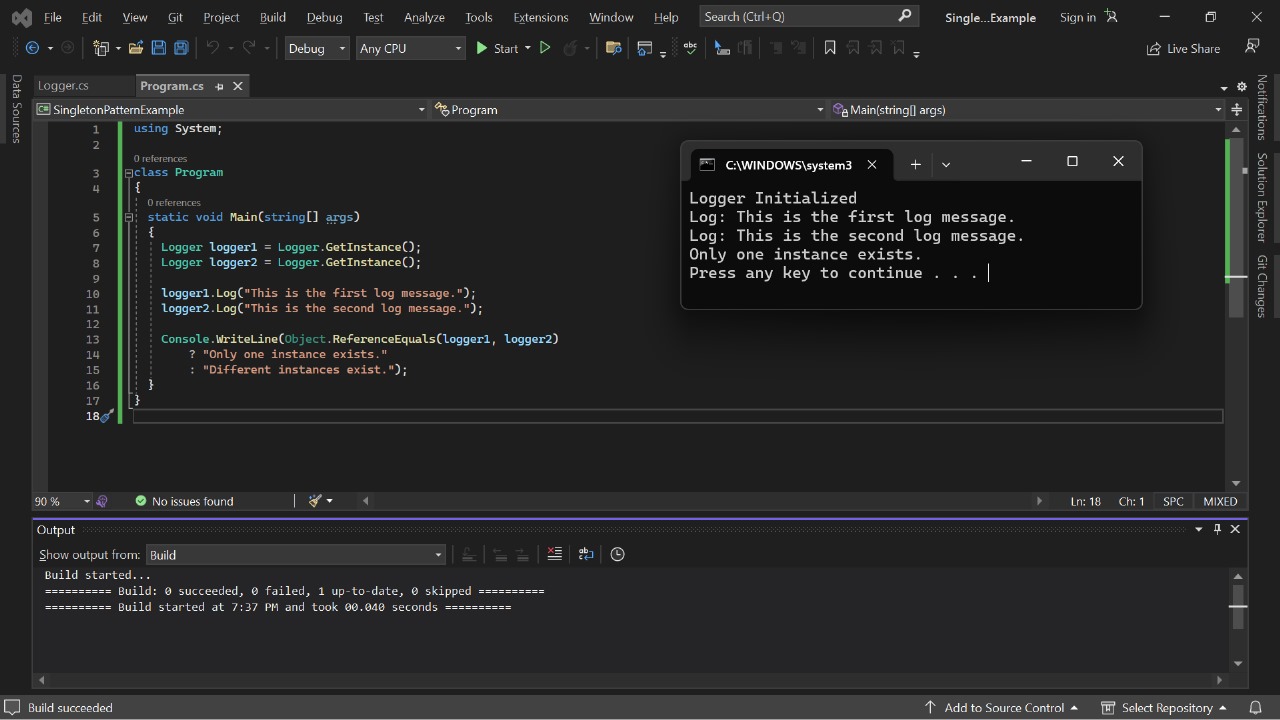 File Edit View Git Project Build Debug Test Analyze Tools Extensions Window Help Search (Ctrl+Q) Single...Example Sign in
Debug Any CPU Start Live Share
Data Sources
Logger.cs Program.cs
SingletonPatternExample Program Main(string[] args)
1 using System;
2
0 references
3 class Program
4 {
0 references
5 static void Main(string[] args)
6 {
7 Logger logger1 = Logger.GetInstance();
8 Logger logger2 = Logger.GetInstance();
9
10 logger1.Log("This is the first log message.");
11 logger2.Log("This is the second log message.");
12
13 Console.WriteLine(Object.ReferenceEquals(logger1, logger2)
14 ? "Only one instance exists."
15 : "Different instances exist.");
16 }
17 }
18
C:\WINDOWS\system3
Logger Initialized
Log: This is the first log message.
Log: This is the second log message.
Only one instance exists.
Press any key to continue . . .
Notifications
Solution Explorer
Git Changes
90 % No issues found Ln: 18 Ch: 1 SPC MIXED
Output
Show output from: Build
Build started...
========== Build: 0 succeeded, 0 failed, 1 up-to-date, 0 skipped ==========
========== Build started at 7:37 PM and took 00.040 seconds ==========
Build succeeded Add to Source Control Select Repository